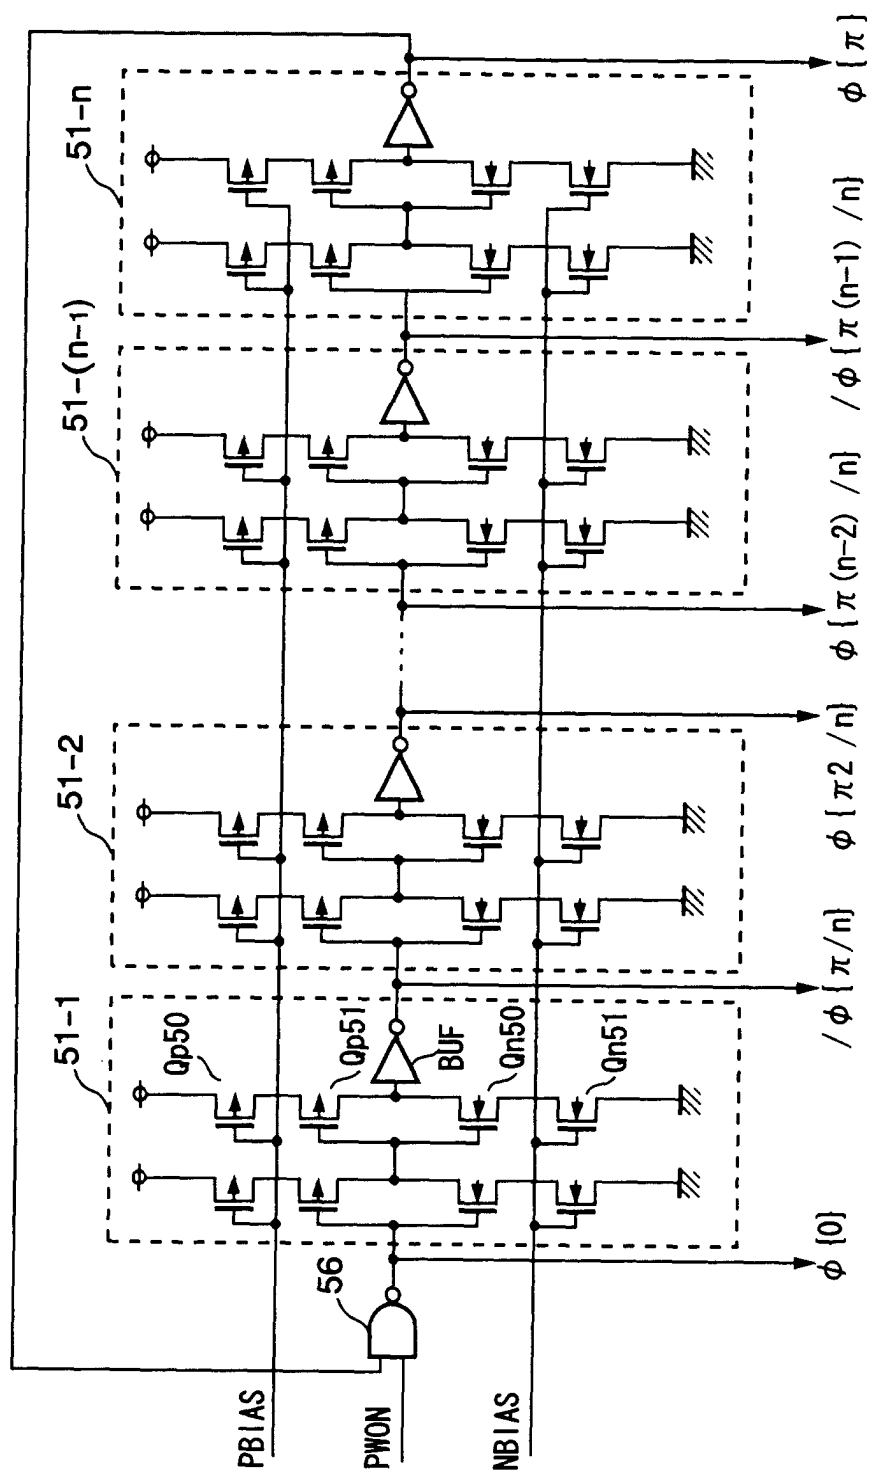 51-1
51-2
51-(n-1)
51-n
Qp50
Qp51
BUF
Qn50
Qn51
56
PBIAS
PWON
NBIAS
φ{0}
/φ{π/n}
φ{π2/n}
φ{π(n-2)/n}
/φ{π(n-1)/n}
φ{π}